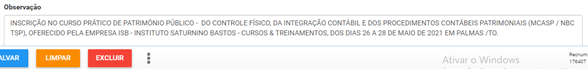 Observação
INSCRIÇÃO NO CURSO PRÁTICO DE PATRIMÔNIO PÚBLICO - DO CONTROLE FÍSICO, DA INTEGRAÇÃO CONTÁBIL E DOS PROCEDIMENTOS CONTÁBEIS PATRIMONIAIS (MCASP / NBC
TSP), OFERECIDO PELA EMPRESA ISB - INSTITUTO SATURNINO BASTOS - CURSOS & TREINAMENTOS, DOS DIAS 26 A 28 DE MAIO DE 2021 EM PALMAS /TO.
ALVAR LIMPAR EXCLUIR
Ativar o Windows
Recnum